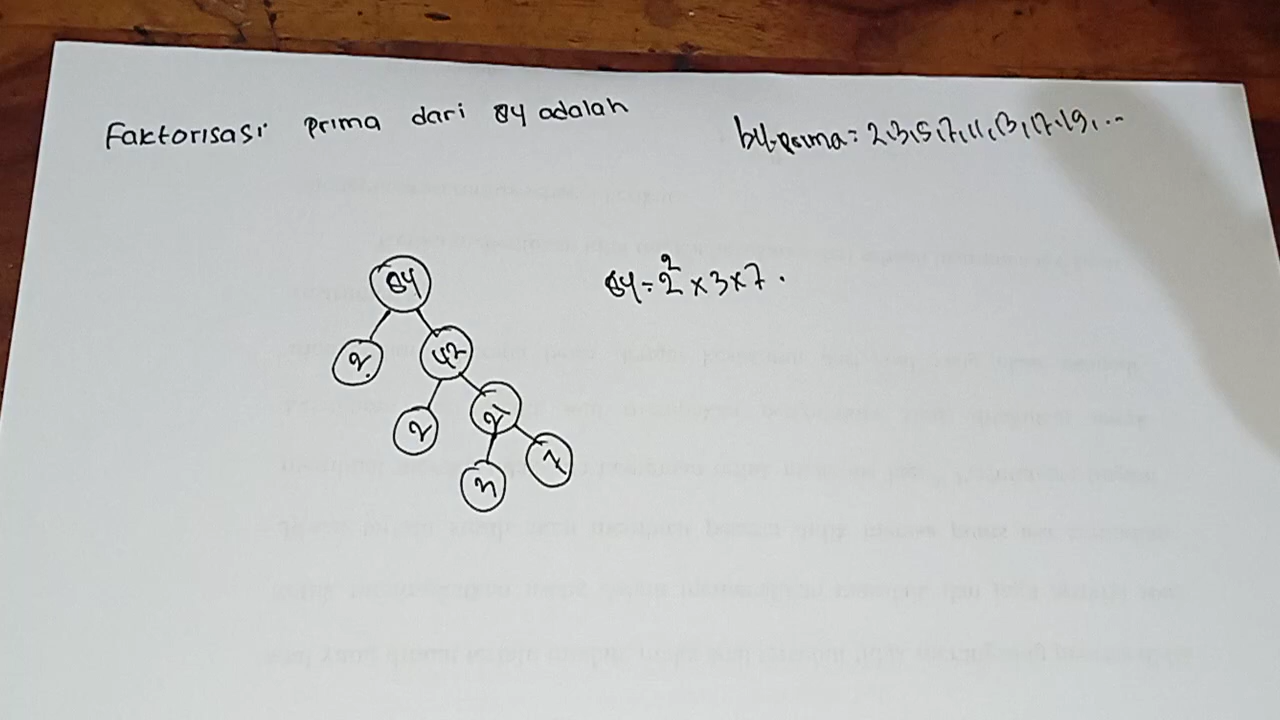 Faktorisasi prima dari 84 adalah
bil.prima = 2,3,5,7,11,13,17,19,...
84
84 = 2² x 3 x 7.
2
42
2
21
3
7